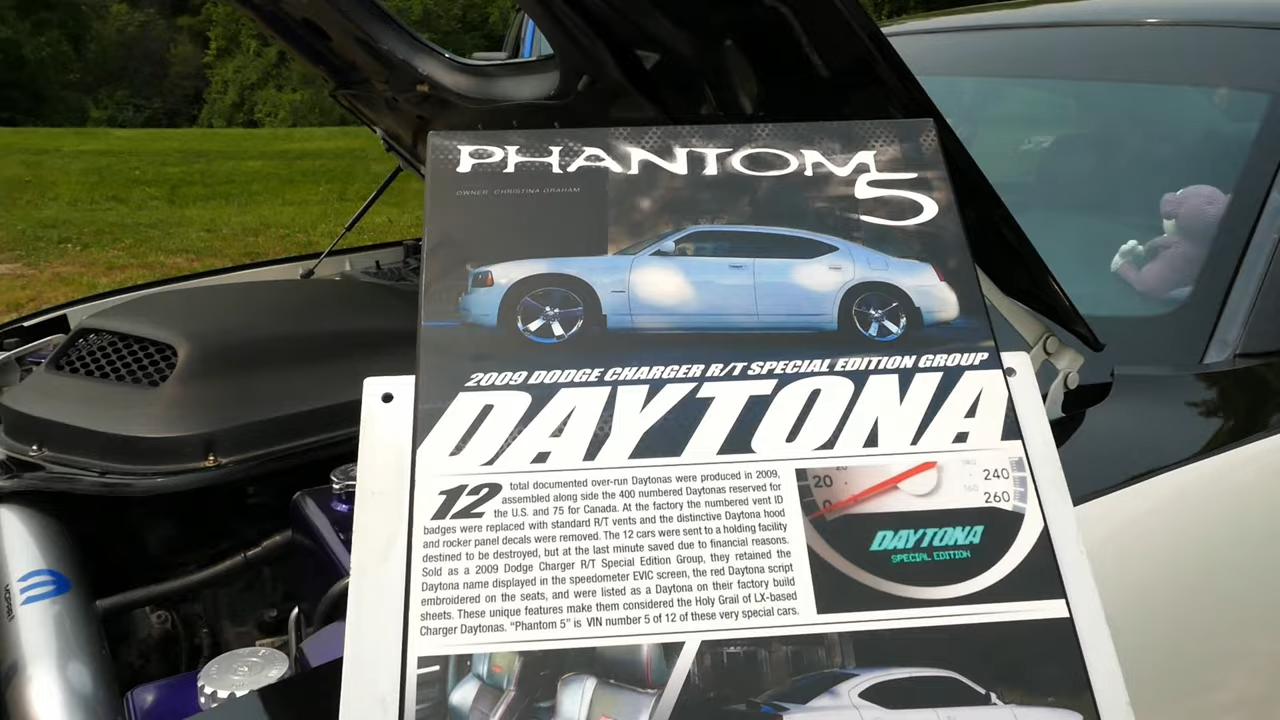 PHANTOM
5
OWNER: CHRISTINA GRAHAM
2009 DODGE CHARGER R/T SPECIAL EDITION GROUP
DAYTONA
12 total documented over-run Daytonas were produced in 2009,
assembled along side the 400 numbered Daytonas reserved for
the U.S. and 75 for Canada. At the factory the numbered vent ID
badges were replaced with standard R/T vents and the distinctive Daytona hood
and rocker panel decals were removed. The 12 cars were sent to a holding facility
destined to be destroyed, but at the last minute saved due to financial reasons.
Sold as a 2009 Dodge Charger R/T Special Edition Group, they retained the
Daytona name displayed in the speedometer EVIC screen, the red Daytona script
embroidered on the seats, and were listed as a Daytona on their factory build
sheets. These unique features make them considered the Holy Grail of LX-based
Charger Daytonas. “Phantom 5” is VIN number 5 of 12 of these very special cars.
20
0
140
240
160
260
DAYTONA
SPECIAL EDITION
MOPAR